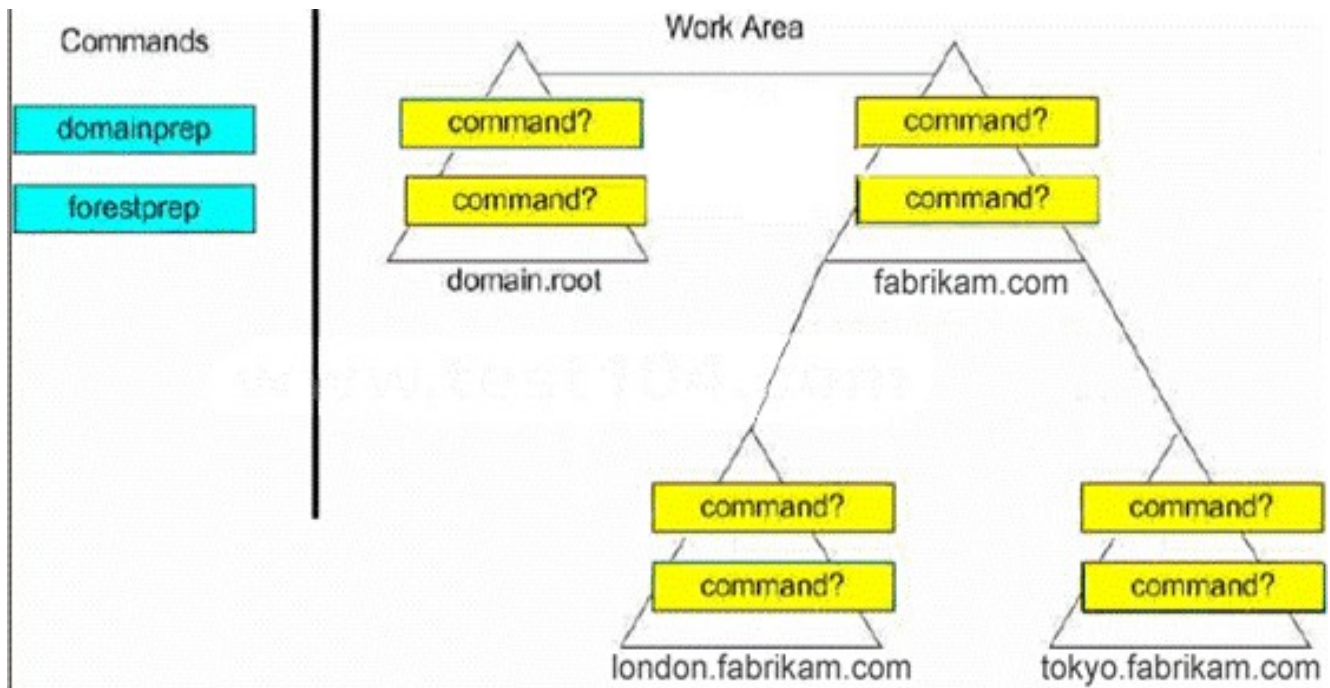 Commands
domainprep
forestprep
Work Area
command?
command?
domain.root
command?
command?
fabrikam.com
command?
command?
london.fabrikam.com
command?
command?
tokyo.fabrikam.com